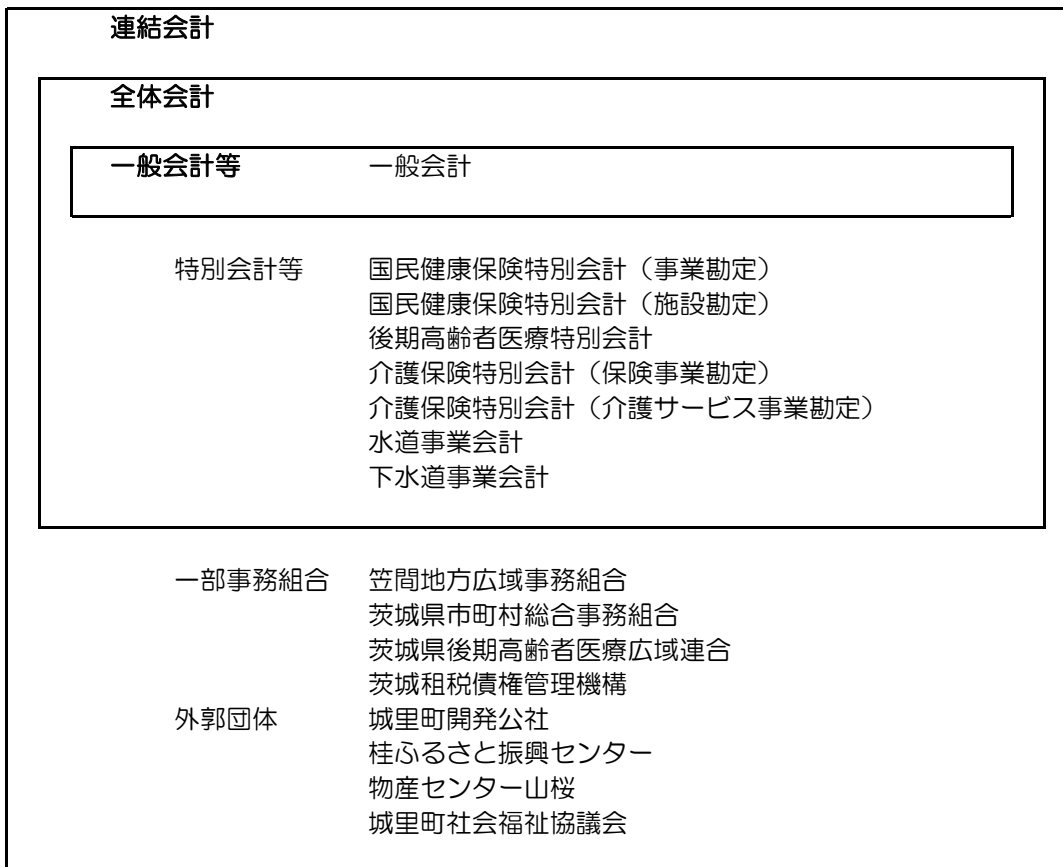 連結会計
全体会計
一般会計等 一般会計
特別会計等 国民健康保険特別会計（事業勘定）
国民健康保険特別会計（施設勘定）
後期高齢者医療特別会計
介護保険特別会計（保険事業勘定）
介護保険特別会計（介護サービス事業勘定）
水道事業会計
下水道事業会計
一部事務組合 笠間地方広域事務組合
茨城県市町村総合事務組合
茨城県後期高齢者医療広域連合
茨城租税債権管理機構
外郭団体 城里町開発公社
桂ふるさと振興センター
物産センター山桜
城里町社会福祉協議会